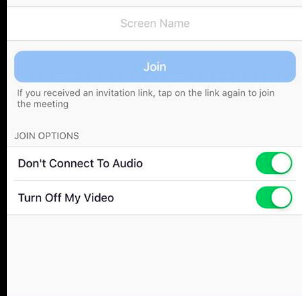 Screen Name
Join
If you received an invitation link, tap on the link again to join
the meeting
JOIN OPTIONS
Don't Connect To Audio
Turn Off My Video